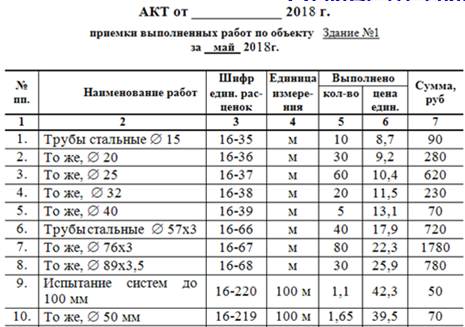 АКТ от ______________ 2018 г.
приемки выполненных работ по объекту Здание №1
за май 2018г.
№ пп. Наименование работ Шифр един. рас- ценок Единица измере- ния Выполнено Сумма, руб
кол-во цена един.
1 2 3 4 5 6 7
1. Трубы стальные ∅ 15 16-35 м 10 8,7 90
2. То же, ∅ 20 16-36 м 30 9,2 280
3. То же, ∅ 25 16-37 м 60 10,4 620
4. То же, ∅ 32 16-38 м 20 11,5 230
5. То же, ∅ 40 16-39 м 5 13,1 70
6. Трубыстальные ∅ 57х3 16-66 м 40 17,9 720
7. То же, ∅ 76х3 16-67 м 80 22,3 1780
8. То же, ∅ 89х3,5 16-68 м 30 25,9 780
9. Испытание систем до
100 мм 16-220 100 м 1,1 42,3 50
10. То же, ∅ 50 мм 16-219 100 м 1,65 39,5 70